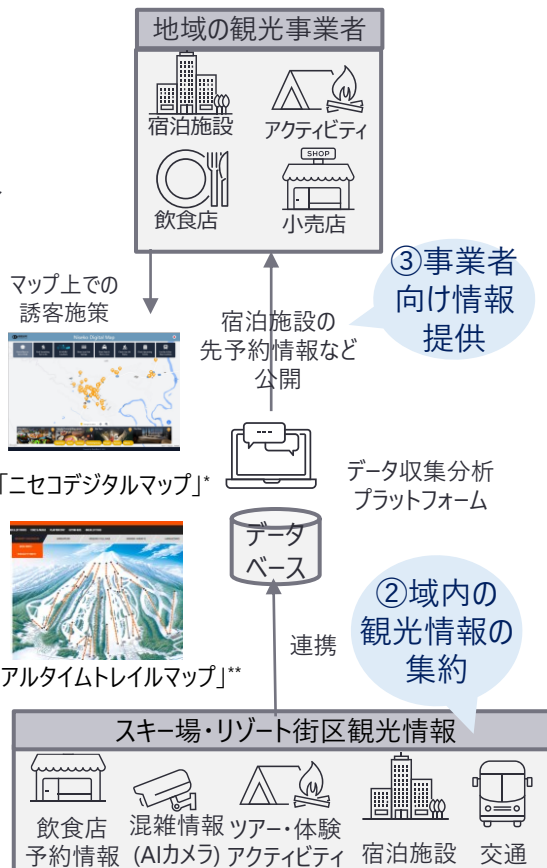 地域の観光事業者
宿泊施設
アクティビティ
SHOP
飲食店
小売店
マップ上での
誘客施策
③事業者
向け情報
提供
宿泊施設の
先予約情報など
公開
Niseko Digital Map
「ニセコデジタルマップ」*
データ収集分析
プラットフォーム
データ
ベース
②域内の
観光情報の
集約
連携
アルタイムトレイルマップ」**
スキー場・リゾート街区観光情報
飲食店
予約情報
混雑情報
(AIカメラ)
ツアー・体験
アクティビティ
宿泊施設
交通